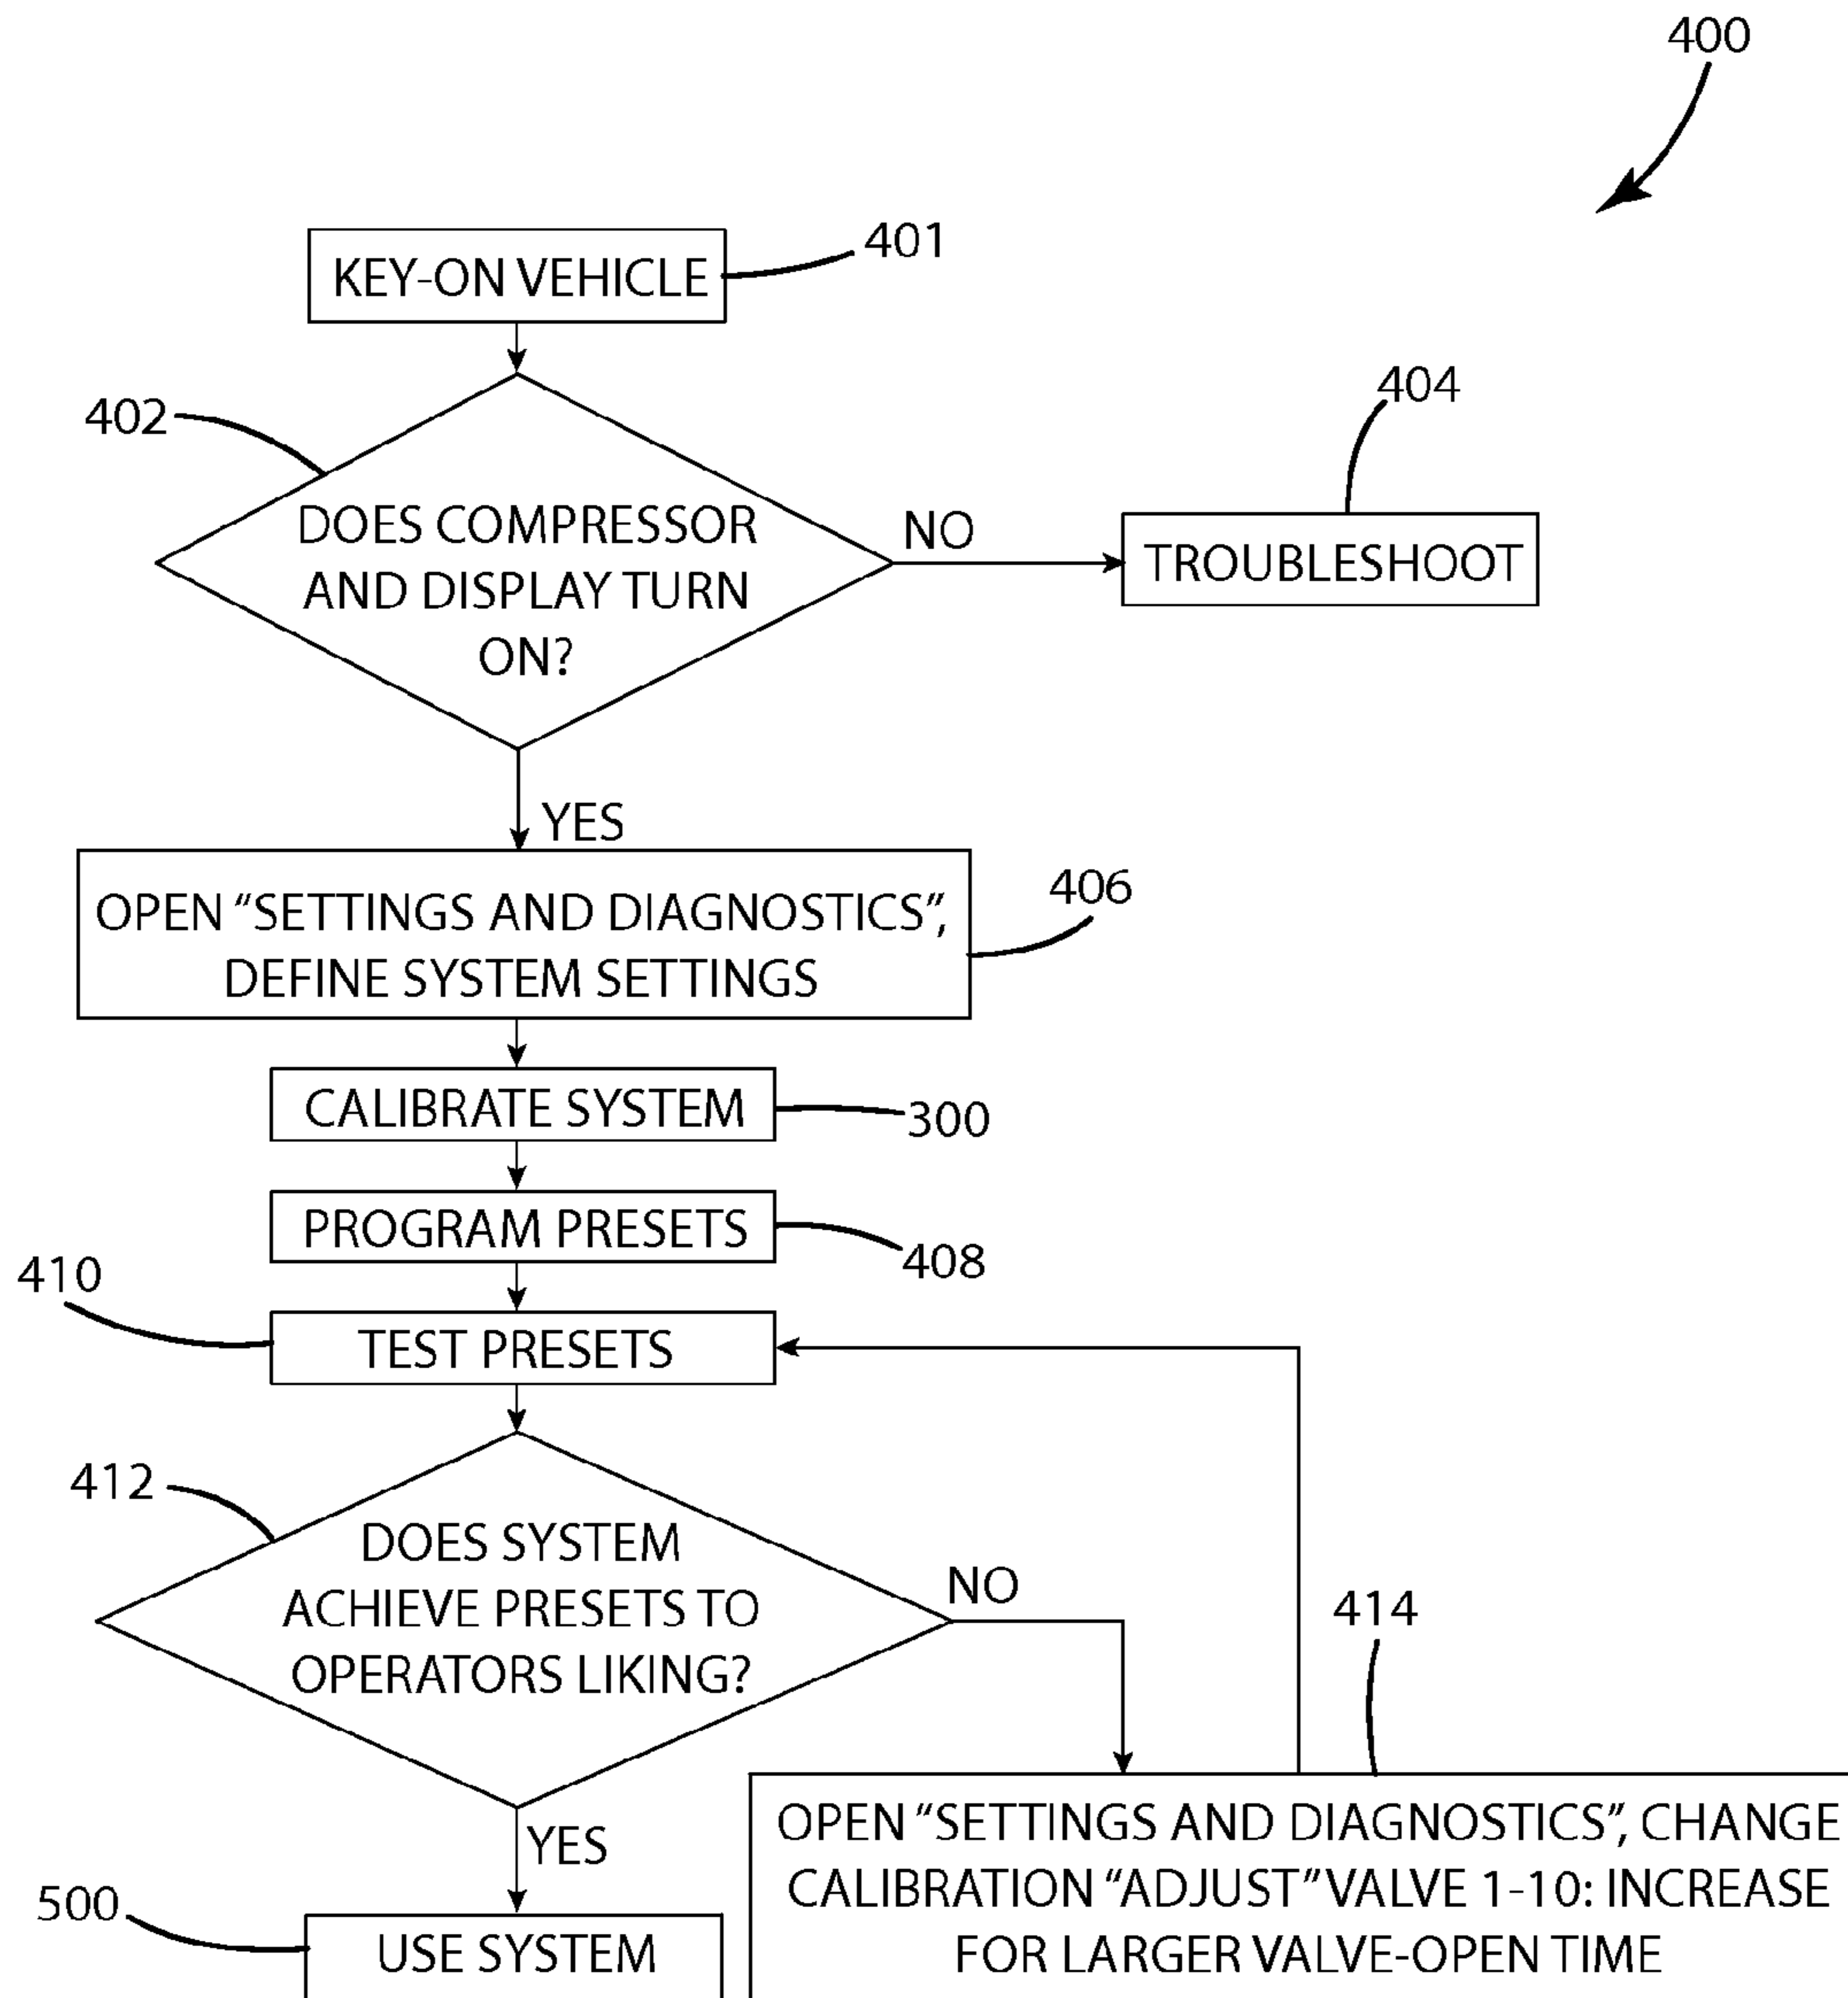 400
KEY-ON VEHICLE
401
402
DOES COMPRESSOR
AND DISPLAY TURN
ON?
NO
404
TROUBLESHOOT
YES
OPEN “SETTINGS AND DIAGNOSTICS”,
DEFINE SYSTEM SETTINGS
406
CALIBRATE SYSTEM
300
PROGRAM PRESETS
408
410
TEST PRESETS
412
DOES SYSTEM
ACHIEVE PRESETS TO
OPERATORS LIKING?
NO
414
OPEN “SETTINGS AND DIAGNOSTICS”, CHANGE
CALIBRATION “ADJUST” VALVE 1-10: INCREASE
FOR LARGER VALVE-OPEN TIME
YES
500
USE SYSTEM